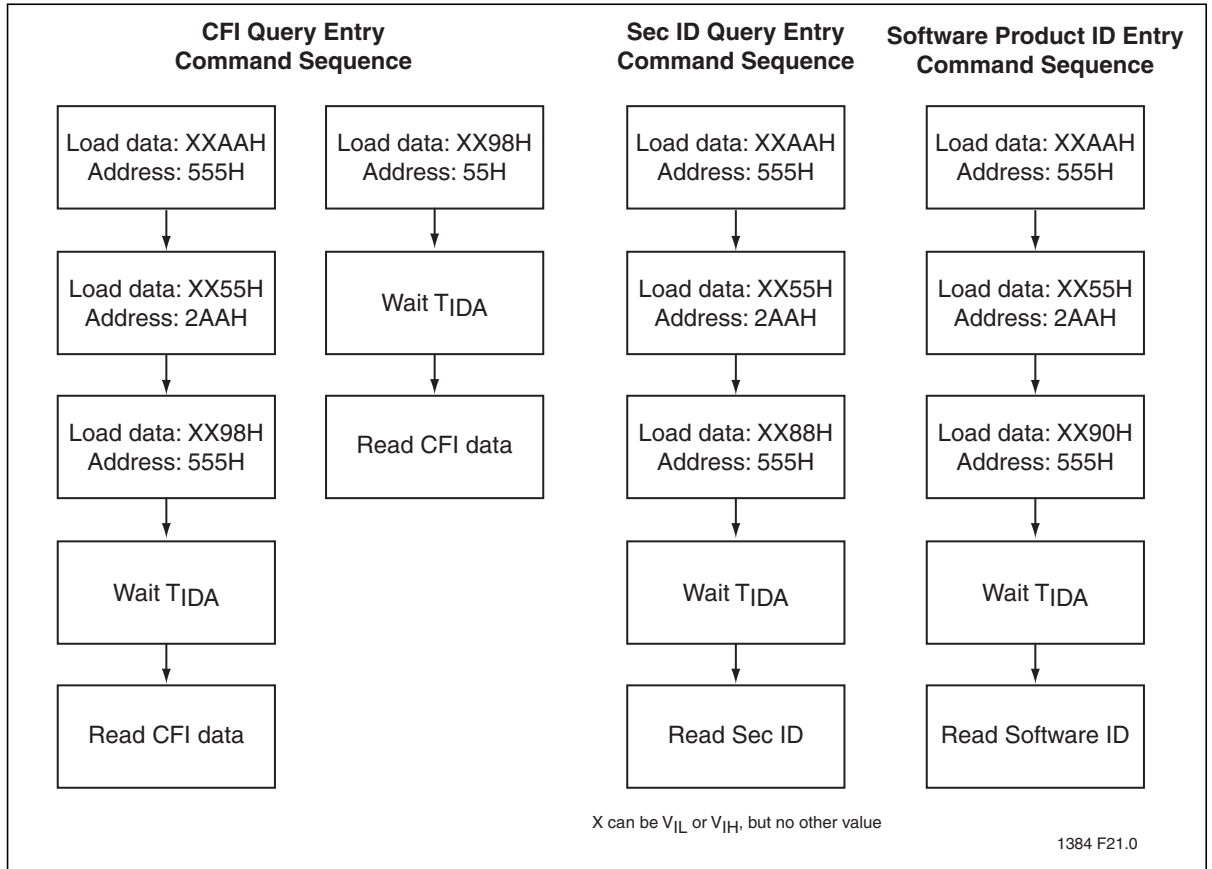 CFI Query Entry
Command Sequence
Load data: XXAAH
Address: 555H
Load data: XX55H
Address: 2AAH
Load data: XX98H
Address: 555H
Wait TIDA
Read CFI data
Load data: XX98H
Address: 55H
Wait TIDA
Read CFI data
Sec ID Query Entry
Command Sequence
Load data: XXAAH
Address: 555H
Load data: XX55H
Address: 2AAH
Load data: XX88H
Address: 555H
Wait TIDA
Read Sec ID
Software Product ID Entry
Command Sequence
Load data: XXAAH
Address: 555H
Load data: XX55H
Address: 2AAH
Load data: XX90H
Address: 555H
Wait TIDA
Read Software ID
X can be VIL or VIH, but no other value
1384 F21.0